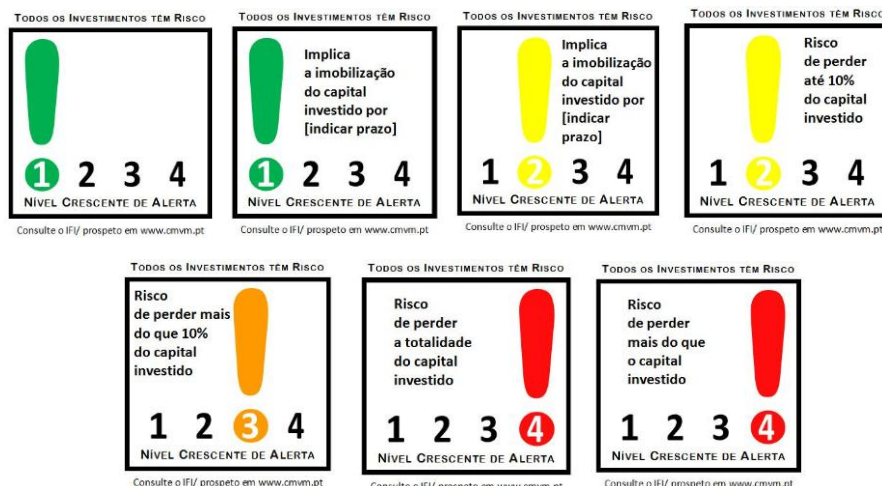 TODOS OS INVESTIMENTOS TÊM RISCO
1 2 3 4
NÍVEL CRESCENTE DE ALERTA
Consulte o IFI/ prospeto em www.cmvm.pt
TODOS OS INVESTIMENTOS TÊM RISCO
Implica
a imobilização
do capital
investido por
[indicar prazo]
1 2 3 4
NÍVEL CRESCENTE DE ALERTA
Consulte o IFI/ prospeto em www.cmvm.pt
TODOS OS INVESTIMENTOS TÊM RISCO
Implica
a imobilização
do capital
investido por
[indicar
prazo]
1 2 3 4
NÍVEL CRESCENTE DE ALERTA
Consulte o IFI/ prospeto em www.cmvm.pt
TODOS OS INVESTIMENTOS TÊM RISCO
Risco
de perder
até 10%
do capital
investido
1 2 3 4
NÍVEL CRESCENTE DE ALERTA
Consulte o IFI/ prospeto em www.cmvm.pt
TODOS OS INVESTIMENTOS TÊM RISCO
Risco
de perder mais
do que 10%
do capital
investido
1 2 3 4
NÍVEL CRESCENTE DE ALERTA
Consulte o IFI/ prospeto em www.cmvm.pt
TODOS OS INVESTIMENTOS TÊM RISCO
Risco
de perder
a totalidade
do capital
investido
1 2 3 4
NÍVEL CRESCENTE DE ALERTA
Consulte o IFI/ prospeto em www.cmvm.pt
TODOS OS INVESTIMENTOS TÊM RISCO
Risco
de perder
mais do que
o capital
investido
1 2 3 4
NÍVEL CRESCENTE DE ALERTA
Consulte o IFI/ prospeto em www.cmvm.pt